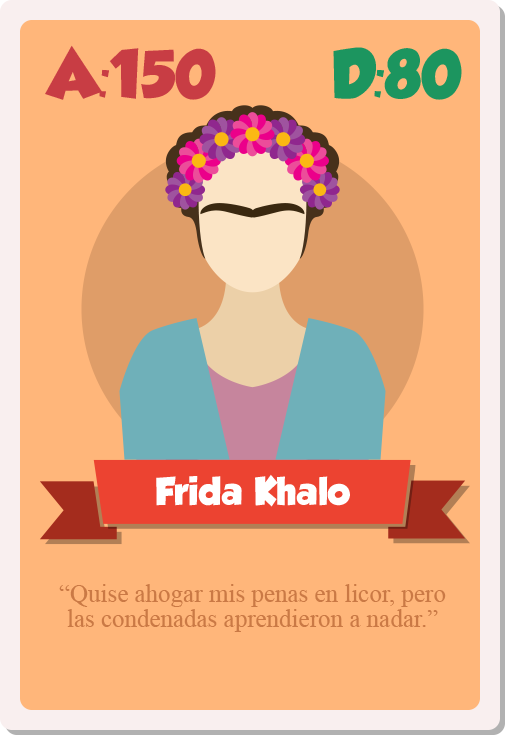 A:150 D:80
Frida Khalo
“Quise ahogar mis penas en licor, pero
las condenadas aprendieron a nadar.”